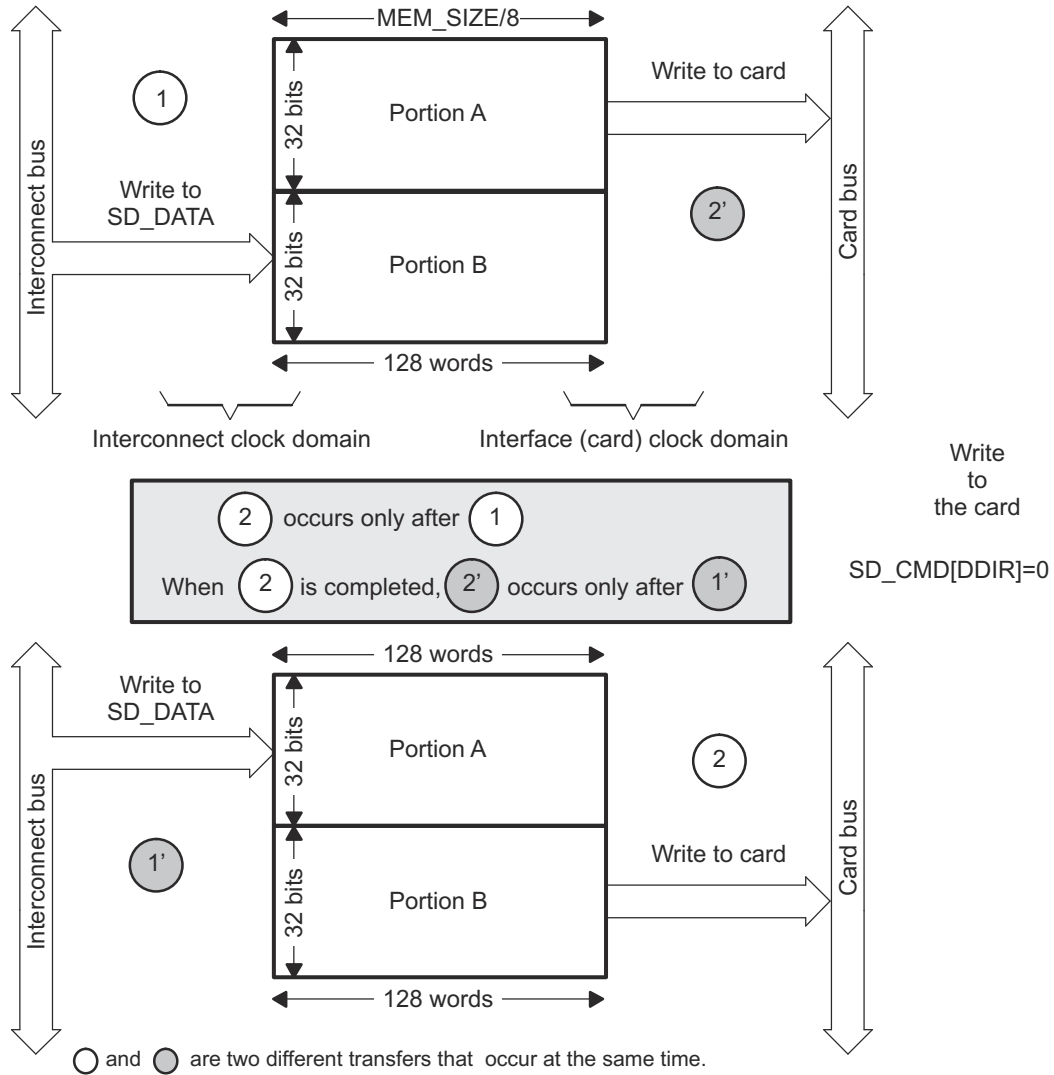 MEM_SIZE/8
Interconnect bus
1
Write to
SD_DATA
32 bits
Portion A
32 bits
Portion B
128 words
Write to card
2’
Card bus
Interconnect clock domain
Interface (card) clock domain
2 occurs only after 1
When 2 is completed, 2’ occurs only after 1’
Write
to
the card
SD_CMD[DDIR]=0
128 words
Interconnect bus
Write to
SD_DATA
1’
32 bits
Portion A
32 bits
Portion B
128 words
2
Write to card
Card bus
and are two different transfers that occur at the same time.